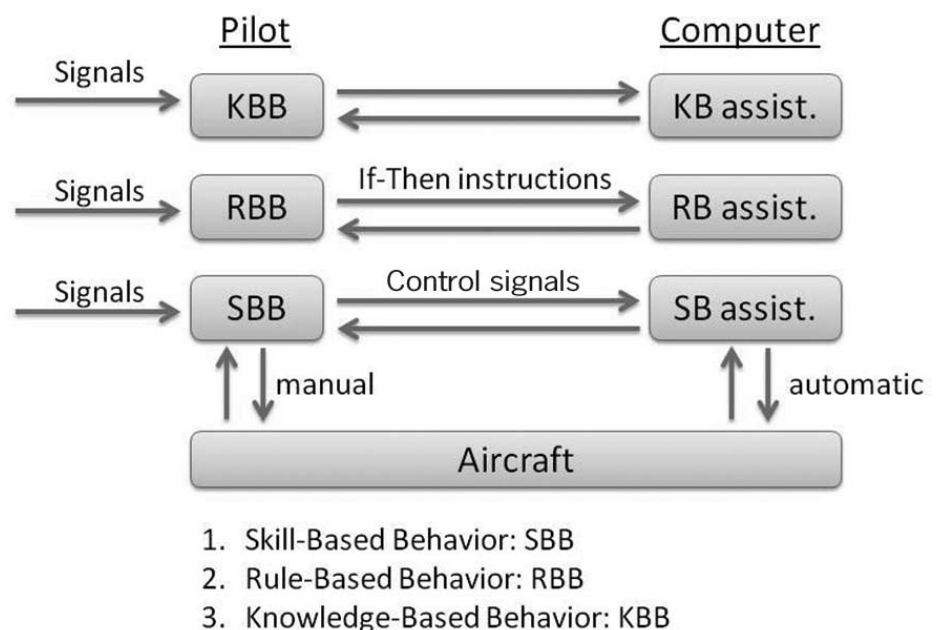 Pilot Computer
Signals
KBB KB assist.
Signals If-Then instructions
RBB RB assist.
Signals Control signals
SBB SB assist.
manual automatic
Aircraft
1. Skill-Based Behavior: SBB
2. Rule-Based Behavior: RBB
3. Knowledge-Based Behavior: KBB